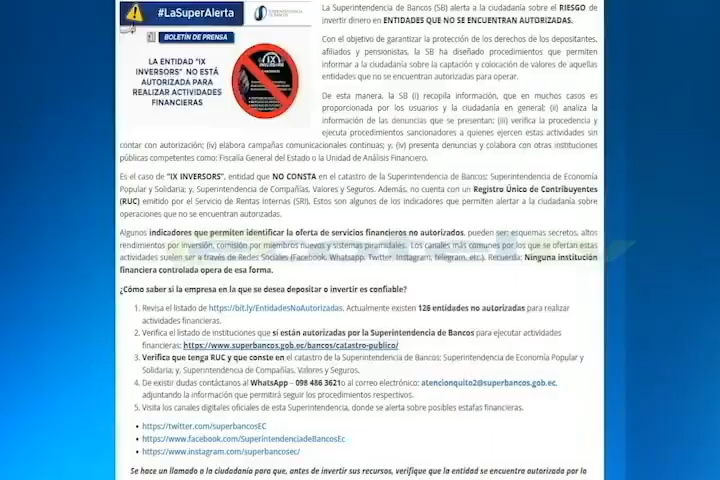 #LaSuperAlerta
SUPERINTENDENCIA
DE BANCOS
BOLETÍN DE PRENSA
LA ENTIDAD "IX
INVERSORS" NO ESTÁ
AUTORIZADA PARA
REALIZAR ACTIVIDADES
FINANCIERAS
IX
INVERSORS
La Superintendencia de Bancos (SB) alerta a la ciudadanía sobre el RIESGO de
invertir dinero en ENTIDADES QUE NO SE ENCUENTRAN AUTORIZADAS.
Con el objetivo de garantizar la protección de los derechos de los depositantes,
afiliados y pensionistas, la SB ha diseñado procedimientos que permiten
informar a la ciudadanía sobre la captación y colocación de valores de aquellas
entidades que no se encuentran autorizadas para operar.
De esta manera, la SB (i) recopila información, que en muchos casos es
proporcionada por los usuarios y la ciudadanía en general; (ii) analiza la
información de las denuncias que se presentan; (iii) verifica la procedencia y
ejecuta procedimientos sancionadores a quienes ejercen estas actividades sin
contar con autorización; (iv) elabora campañas comunicacionales continuas; y, (iv) presenta denuncias y colabora con otras instituciones
públicas competentes como: Fiscalía General del Estado o la Unidad de Análisis Financiero.
Es el caso de "IX INVERSORS", entidad que NO CONSTA en el catastro de la Superintendencia de Bancos; Superintendencia de Economía
Popular y Solidaria; y, Superintendencia de Compañías, Valores y Seguros. Además, no cuenta con un Registro Único de Contribuyentes
(RUC) emitido por el Servicio de Rentas Internas (SRI). Estos son algunos de los indicadores que permiten alertar a la ciudadanía sobre
operaciones que no se encuentran autorizadas.
Algunos indicadores que permiten identificar la oferta de servicios financieros no autorizados, pueden ser esquemas secretos, altos
rendimientos por inversión, comisión por miembros nuevos y sistemas piramidales. Los canales más comunes por los que se ofertan estas
actividades suelen ser a través de Redes Sociales (Facebook, Whatsapp, Twitter, Instagram, telegram, etc.). Recuerda: Ninguna institución
financiera controlada opera de esa forma.
¿Cómo saber si la empresa en la que se desea depositar o invertir es confiable?
1. Revisa el listado de https://bit.ly/EntidadesNoAutorizadas. Actualmente existen 126 entidades no autorizadas para realizar
actividades financieras.
2. Verifica el listado de instituciones que sí están autorizadas por la Superintendencia de Bancos para ejecutar actividades
financieras: https://www.superbancos.gob.ec/bancos/catastro-publico/
3. Verifica que tenga RUC y que conste en el catastro de la Superintendencia de Bancos; Superintendencia de Economía Popular y
Solidaria; y, Superintendencia de Compañías, Valores y Seguros.
4. De existir dudas contáctanos al WhatsApp – 098 486 3621o al correo electrónico: atencionquito2@superbancos.gob.ec,
adjuntando la información que permitirá seguir los procedimientos respectivos.
5. Visita los canales digitales oficiales de esta Superintendencia, donde se alerta sobre posibles estafas financieras.
• https://twitter.com/superbancosEC
• https://www.facebook.com/SuperintendenciadeBancosEc
• https://www.instagram.com/superbancosec/
Se hace un llamado a la ciudadanía para que, antes de invertir sus recursos, verifique que la entidad se encuentra autorizada por la